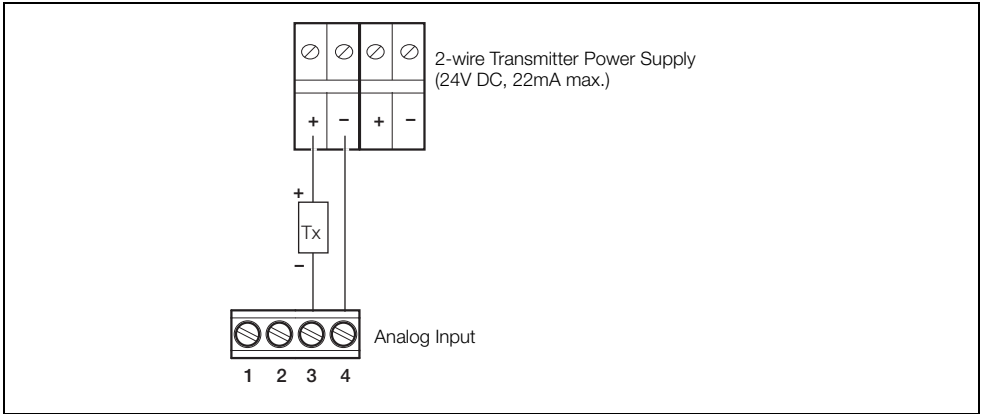 2-wire Transmitter Power Supply
(24V DC, 22mA max.)
+ – + –
+
Tx
–
Analog Input
1 2 3 4